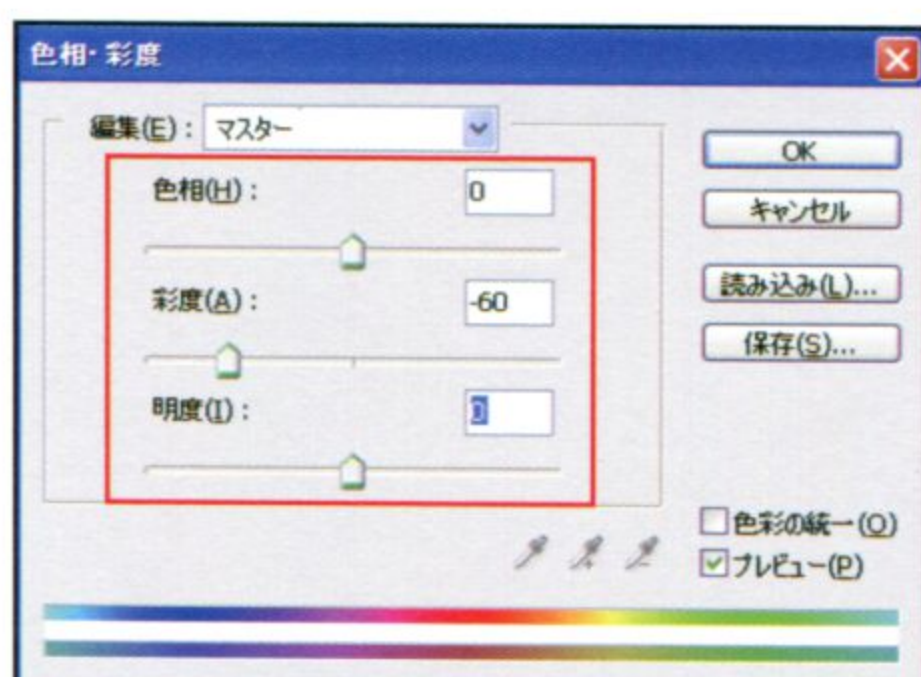 色相・彩度
編集(E): マスター
色相(H): 0
彩度(A): -60
明度(I): 0
OK
キャンセル
読み込み(L)...
保存(S)...
色彩の統一(O)
プレビュー(P)